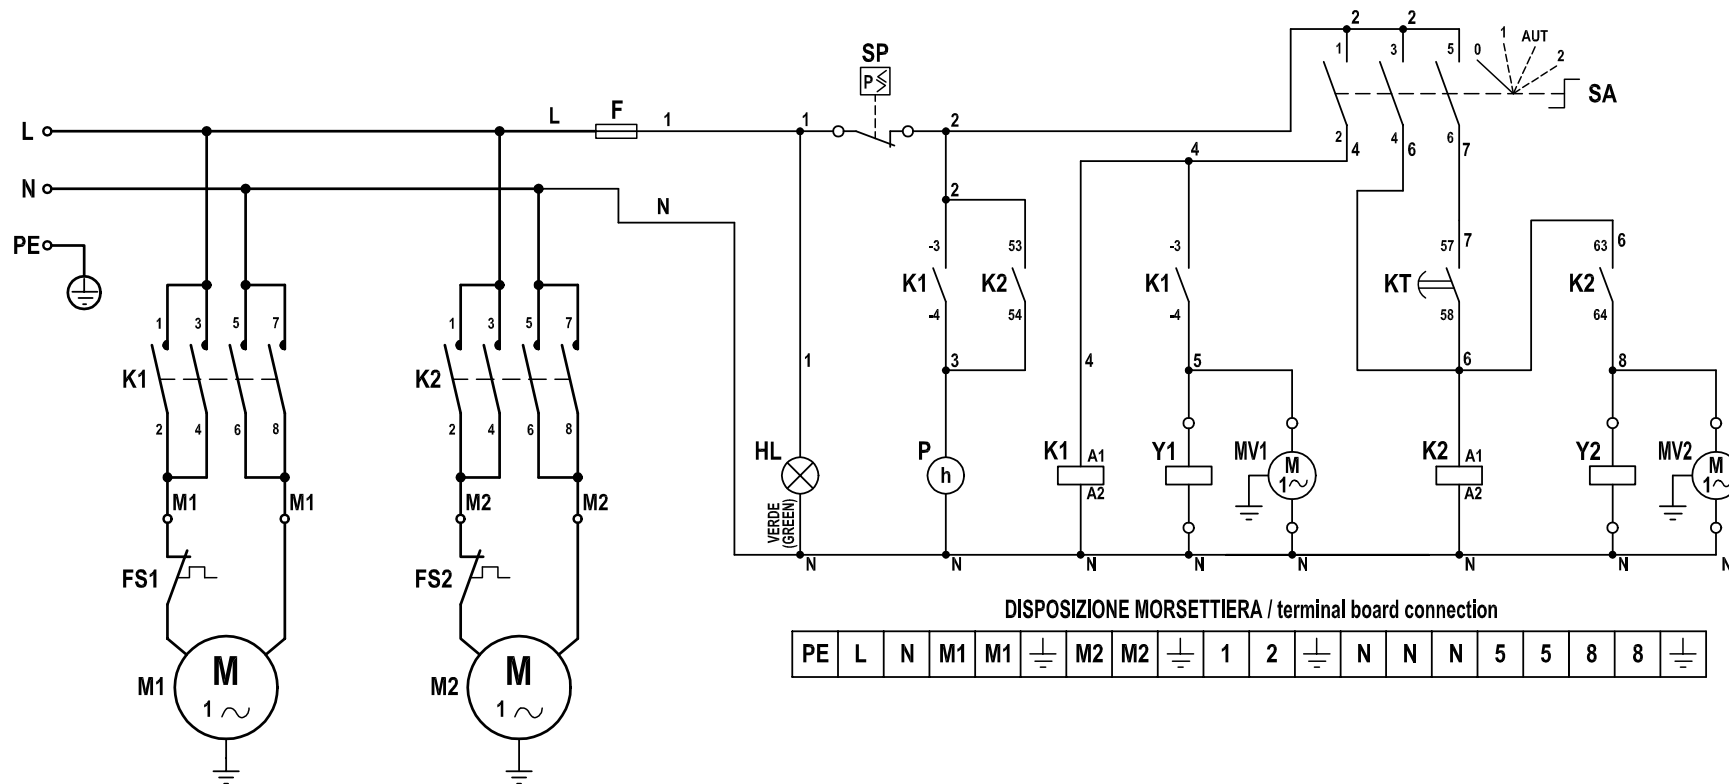 L
N
PE
L
F
1
N
1
SP
P
2
2
1
HL
VERDE
(GREEN)
N
-3
K1
-4
53
K2
54
3
P
h
N
4
4
K1
A1
A2
N
-3
K1
-4
5
Y1
N
MV1
M
1
N
2
2
1
3
5
2
4
6
4
6
7
0
1
AUT
2
SA
57
7
KT
58
6
K2
A1
A2
N
63
6
K2
64
8
Y2
N
MV2
M
1
N
1
3
5
7
K1
2
4
6
8
M1
M1
FS1
M1
M
1
1
3
5
7
K2
2
4
6
8
M2
M2
FS2
M2
M
1
DISPOSIZIONE MORSETTIERA / terminal board connection
PE L N M1 M1 M2 M2 1 2 N N N 5 5 8 8